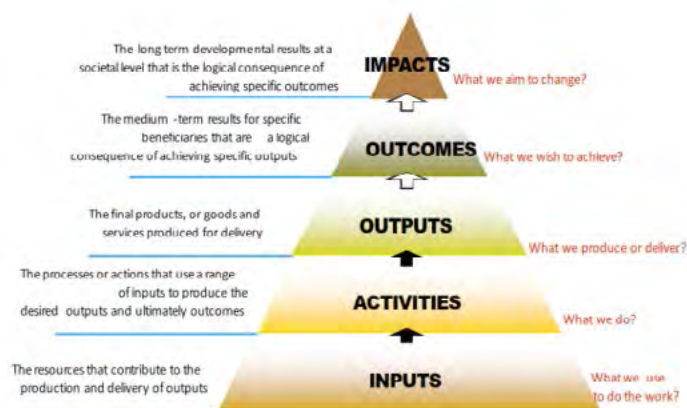 The long term developmental results at a
societal level that is the logical consequence of
achieving specific outcomes
IMPACTS
What we aim to change?
The medium -term results for specific
beneficiaries that are a logical
consequence of achieving specific outputs
OUTCOMES
What we wish to achieve?
The final products, or goods and
services produced for delivery
OUTPUTS
What we produce or deliver?
The processes or actions that use a range
of inputs to produce the
desired outputs and ultimately outcomes
ACTIVITIES
What we do?
The resources that contribute to the
production and delivery of outputs
INPUTS
What we use
to do the work?